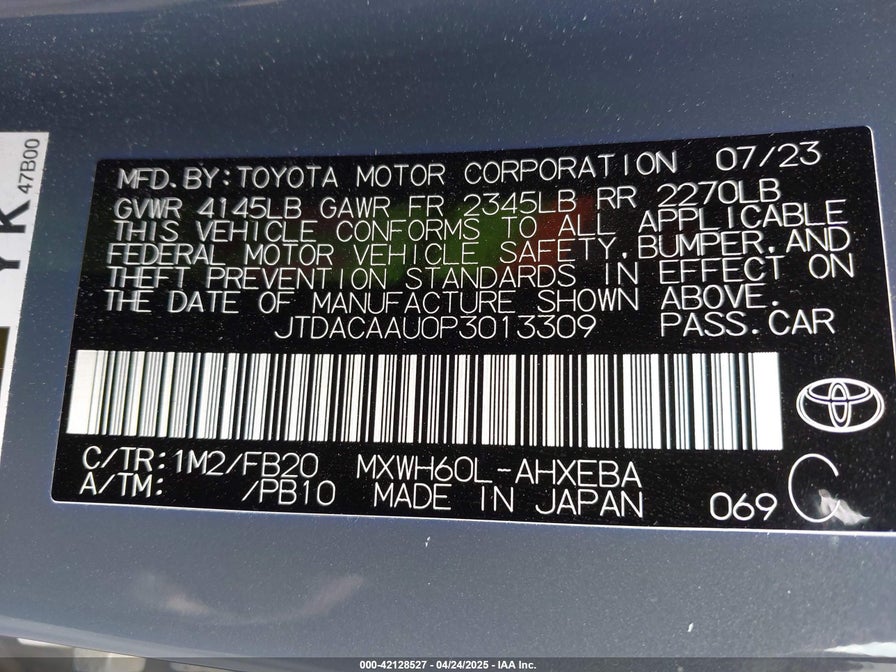 47B00
YK
MFD.BY:TOYOTA MOTOR CORPORATION 07/23
GVWR 4145LB GAWR FR 2345LB RR 2270LB
THIS VEHICLE CONFORMS TO ALL APPLICABLE
FEDERAL MOTOR VEHICLE SAFETY,BUMPER,AND
THEFT PREVENTION STANDARDS IN EFFECT ON
THE DATE OF MANUFACTURE SHOWN ABOVE.
JTDACAAU0P3013309 PASS.CAR
C/TR:1M2/FB20 MXWH60L-AHXEBA
A/TM: /PB10 MADE IN JAPAN 069 C
000-42128527 - 04/24/2025 - IAA Inc.